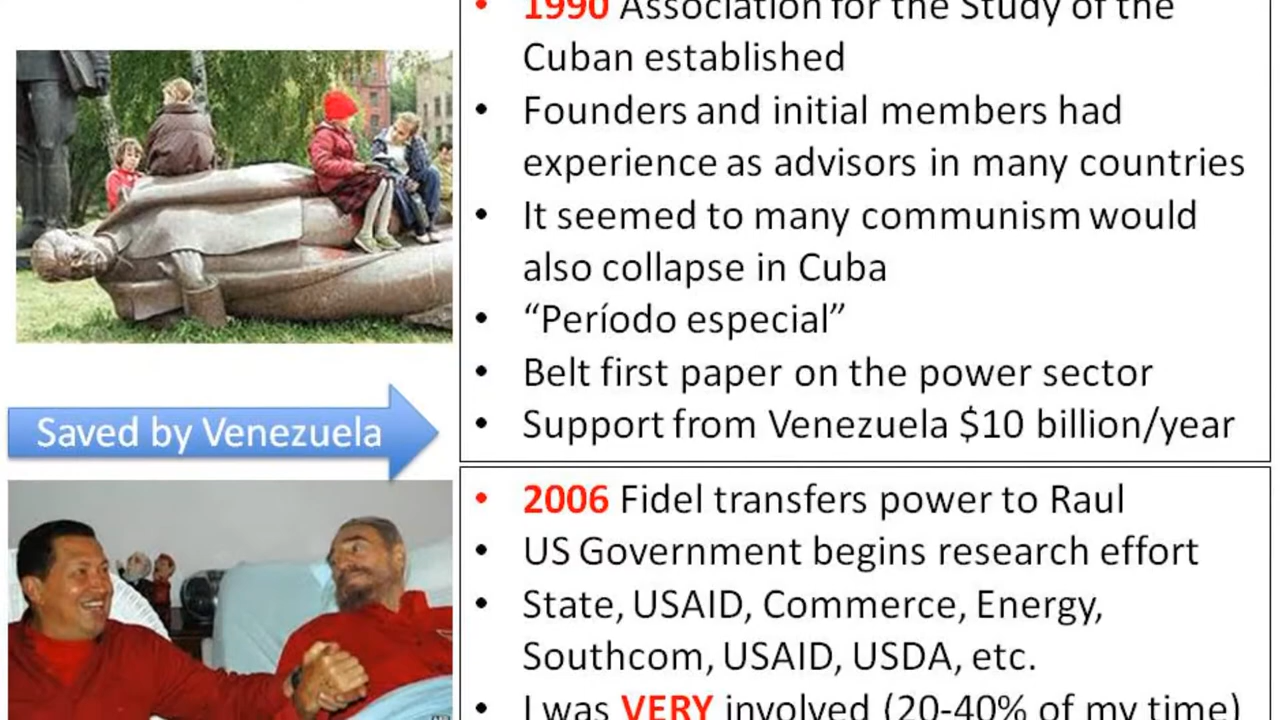 1990 Association for the Study of the
Cuban established
• Founders and initial members had
experience as advisors in many countries
• It seemed to many communism would
also collapse in Cuba
• “Período especial”
• Belt first paper on the power sector
• Support from Venezuela $10 billion/year
Saved by Venezuela
• 2006 Fidel transfers power to Raul
• US Government begins research effort
• State, USAID, Commerce, Energy,
Southcom, USAID, USDA, etc.
• I was VERY involved (20-40% of my time)